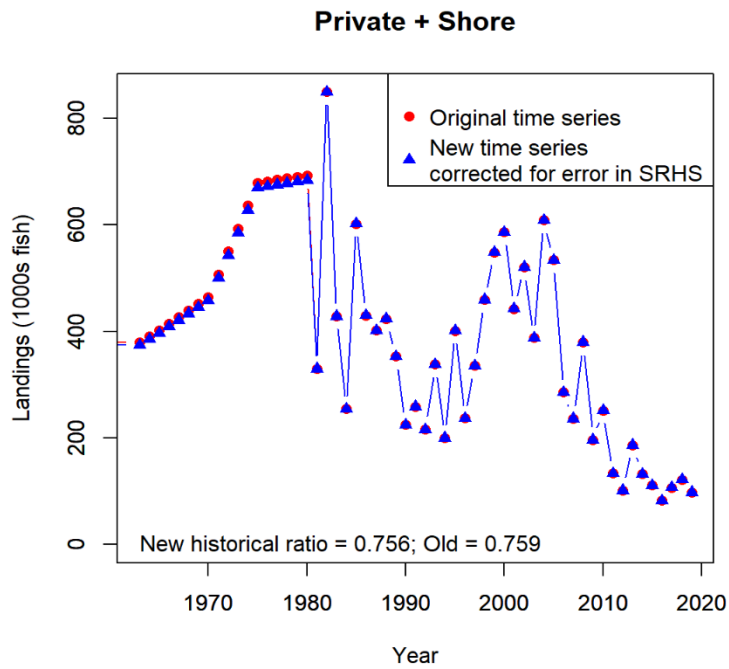 Private + Shore
Original time series
New time series
corrected for error in SRHS
Landings (1000s fish)
800
600
400
200
0
New historical ratio = 0.756; Old = 0.759
1970
1980
1990
2000
2010
2020
Year